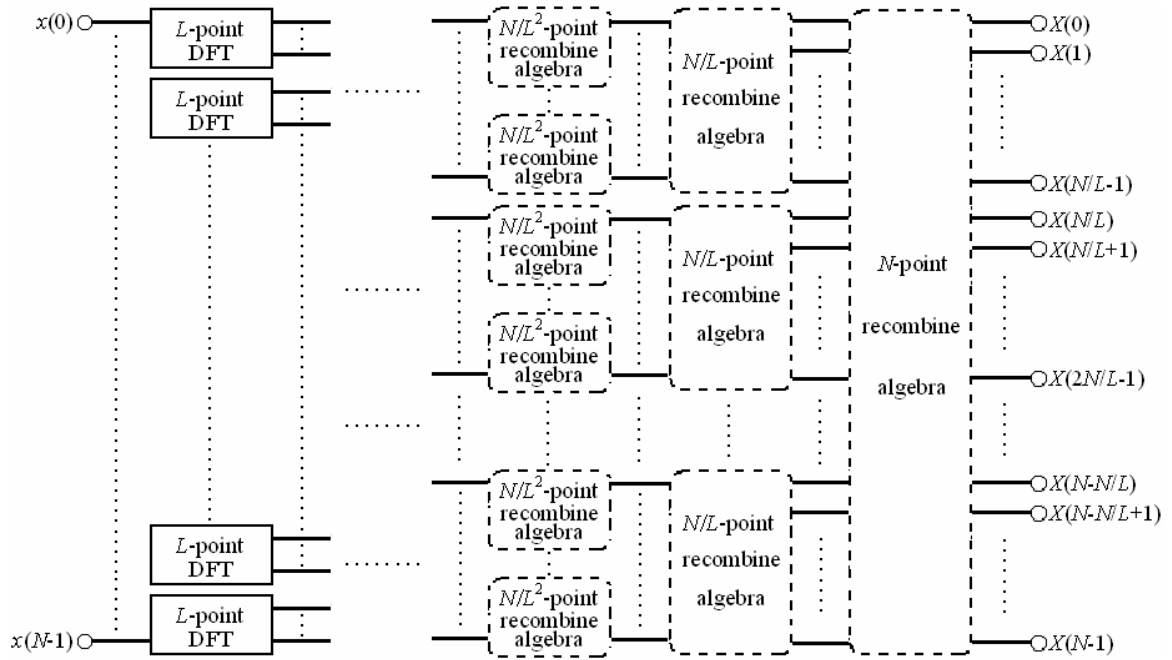 x(0)
L-point
DFT
L-point
DFT
L-point
DFT
L-point
DFT
x(N-1)
N/L²-point
recombine
algebra
N/L²-point
recombine
algebra
N/L²-point
recombine
algebra
N/L²-point
recombine
algebra
N/L²-point
recombine
algebra
N/L²-point
recombine
algebra
N/L-point
recombine
algebra
N/L-point
recombine
algebra
N/L-point
recombine
algebra
N-point
recombine
algebra
X(0)
X(1)
X(N/L-1)
X(N/L)
X(N/L+1)
X(2N/L-1)
X(N-N/L)
X(N-N/L+1)
X(N-1)